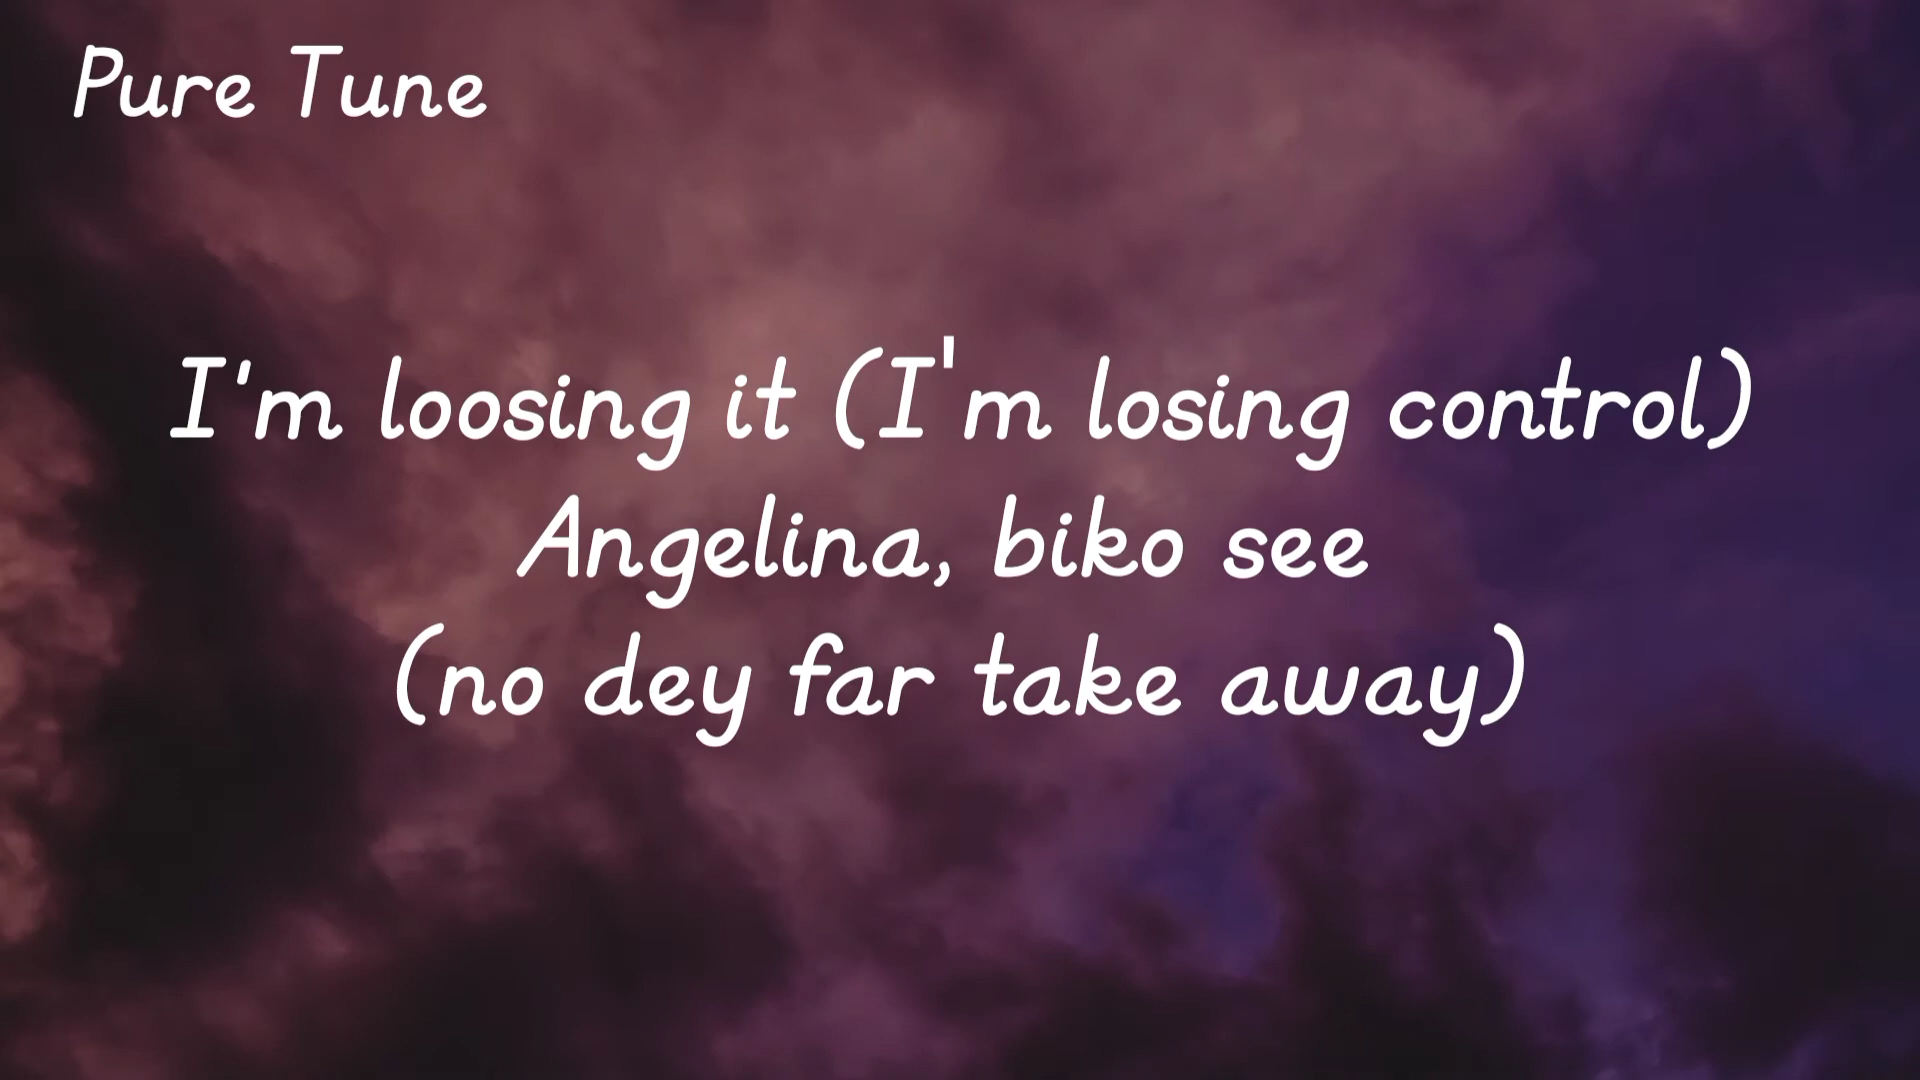 Pure Tune
I'm loosing it (I'm losing control)
Angelina, biko see
(no dey far take away)